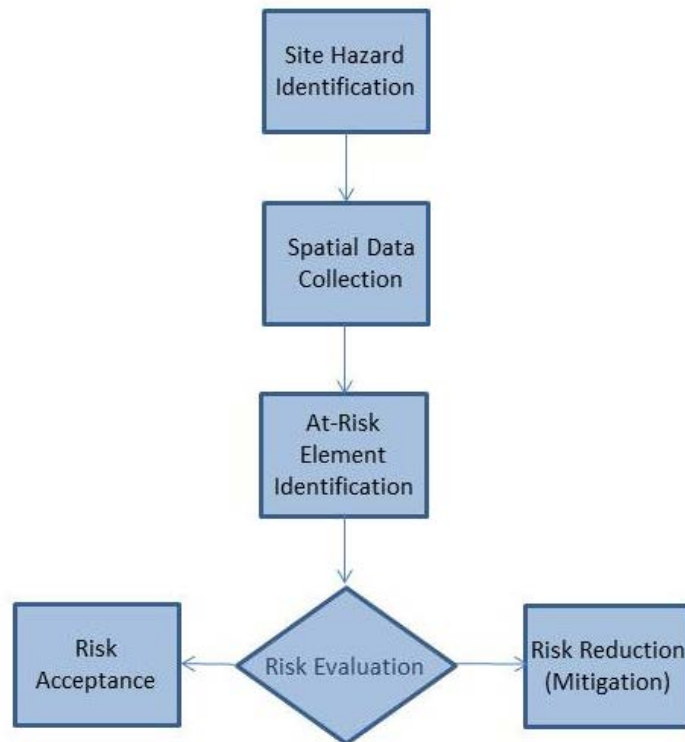 Site Hazard
Identification
Spatial Data
Collection
At-Risk
Element
Identification
Risk
Acceptance
Risk Evaluation
Risk Reduction
(Mitigation)